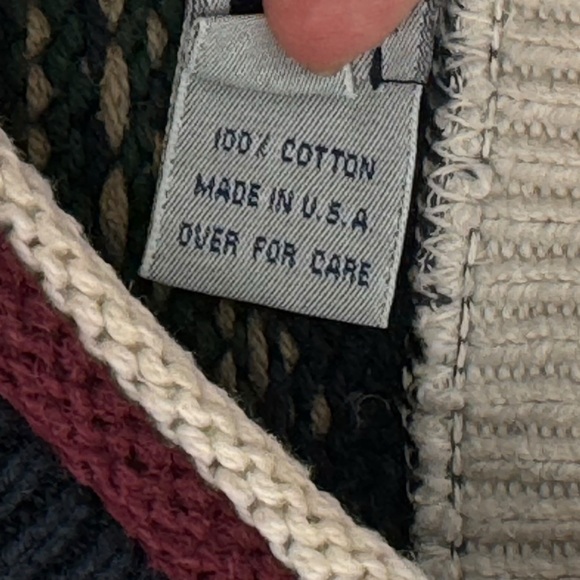 100% COTTON
MADE IN U.S.A
OVER FOR CARE